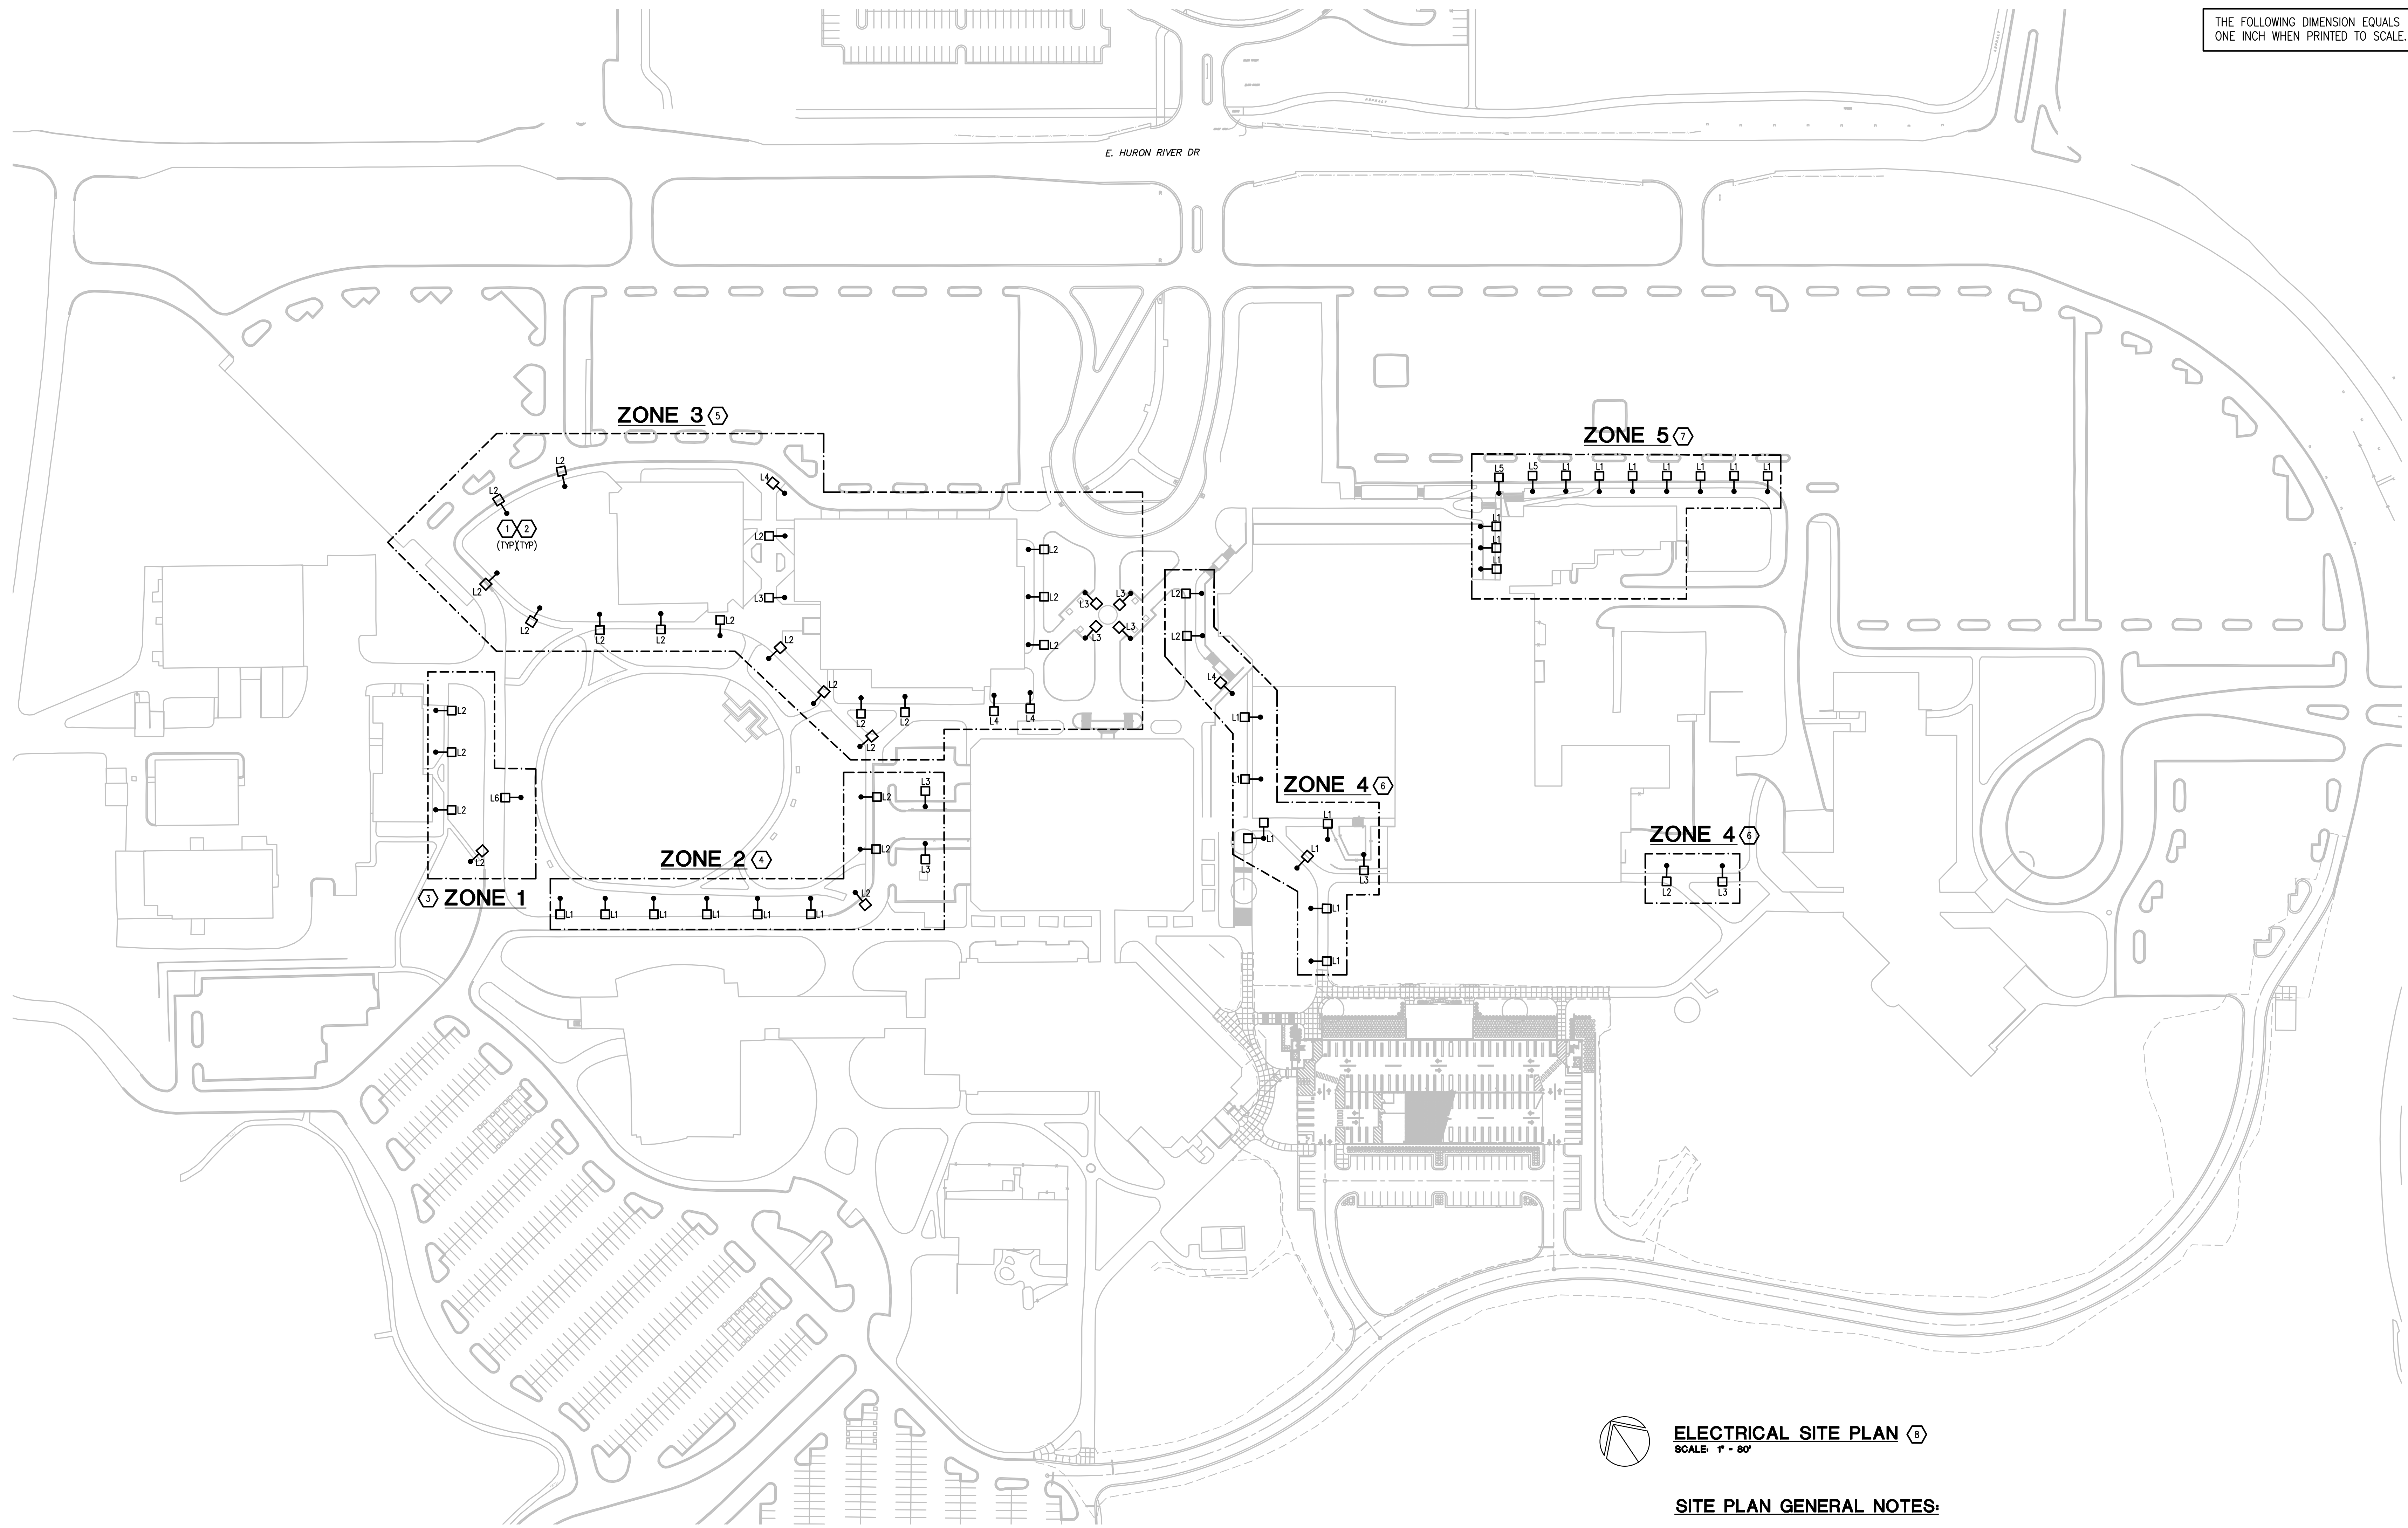 THE FOLLOWING DIMENSION EQUALS
ONE INCH WHEN PRINTED TO SCALE.
E. HURON RIVER DR
ZONE 3 5
L2
L4
L2
1 2
(TYP)(TYP)
L2
L3
L2
L2
L2
L2
L2
L2
L2
L2
L2
L2
L2
L2
L2
L4
L4
L3
L3
L3
L3
ZONE 5 7
L5
L5
L1
L1
L1
L1
L1
L1
L1
L1
L1
L1
L2
L2
L4
L1
L1
ZONE 4 6
L1
L1
L1
L3
L1
L1
ZONE 4 6
L2
L3
L2
L2
L2
L6
L2
3 ZONE 1
ZONE 2 4
L2
L3
L2
L3
L2
L1
L1
L1
L1
L1
L1
ELECTRICAL SITE PLAN 8
SCALE: 1" = 80'
SITE PLAN GENERAL NOTES: